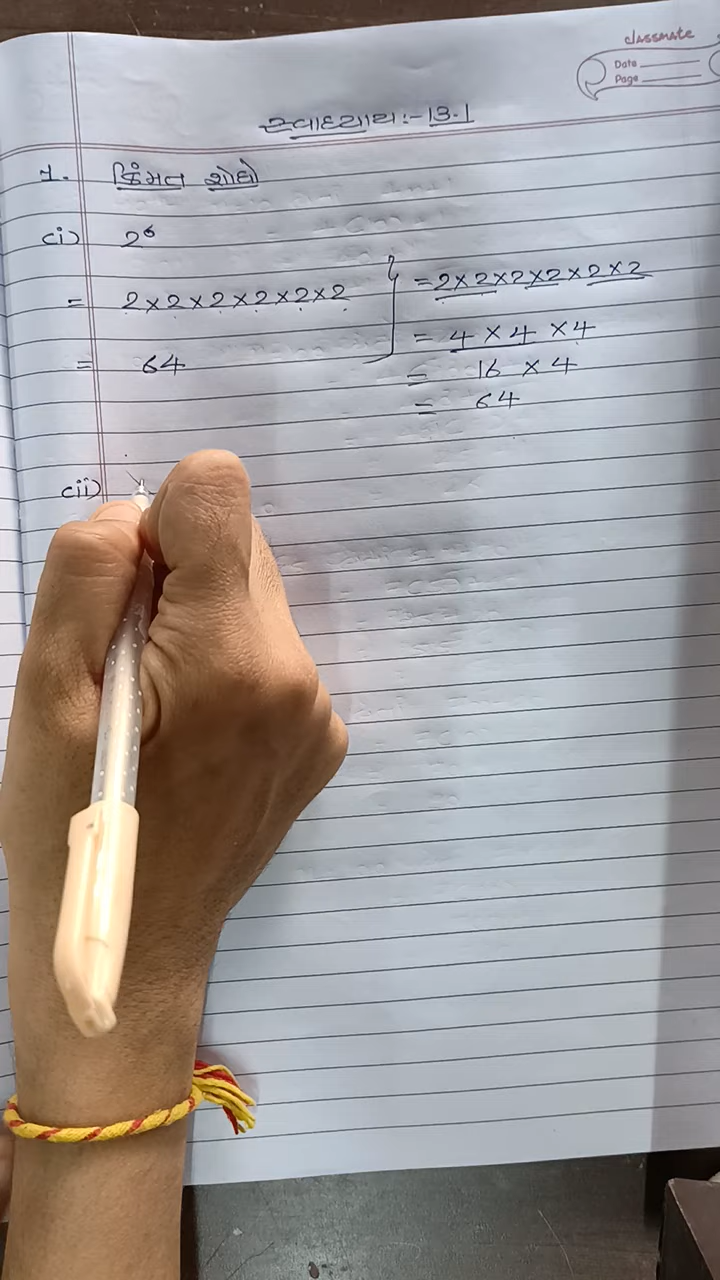 classmate
Date
Page
સ્વાધ્યાય:- 13.1
1. કિંમત શોધો
(i) 2⁶
= 2×2×2×2×2×2
= 64
= 2×2×2×2×2×2
= 4 × 4 × 4
= 16 × 4
= 64
(ii)